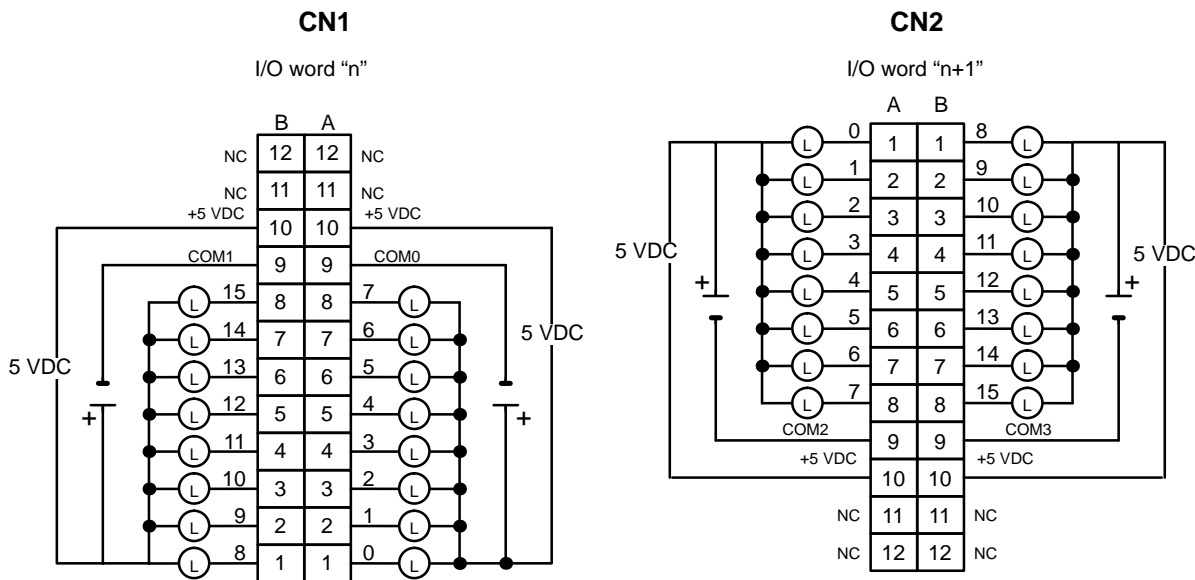 CN1
I/O word “n”
B A
NC 12 12 NC
NC 11 11 NC
+5 VDC 10 10 +5 VDC
COM1 9 9 COM0
L 15 8 8 7 L
L 14 7 7 6 L
L 13 6 6 5 L
L 12 5 5 4 L
L 11 4 4 3 L
L 10 3 3 2 L
L 9 2 2 1 L
L 8 1 1 0 L
5 VDC
+
+
5 VDC
CN2
I/O word “n+1”
A B
L 0 1 1 8 L
L 1 2 2 9 L
L 2 3 3 10 L
L 3 4 4 11 L
L 4 5 5 12 L
L 5 6 6 13 L
L 6 7 7 14 L
L 7 8 8 15 L
COM2 9 9 COM3
+5 VDC 10 10 +5 VDC
NC 11 11 NC
NC 12 12 NC
5 VDC
+
+
5 VDC